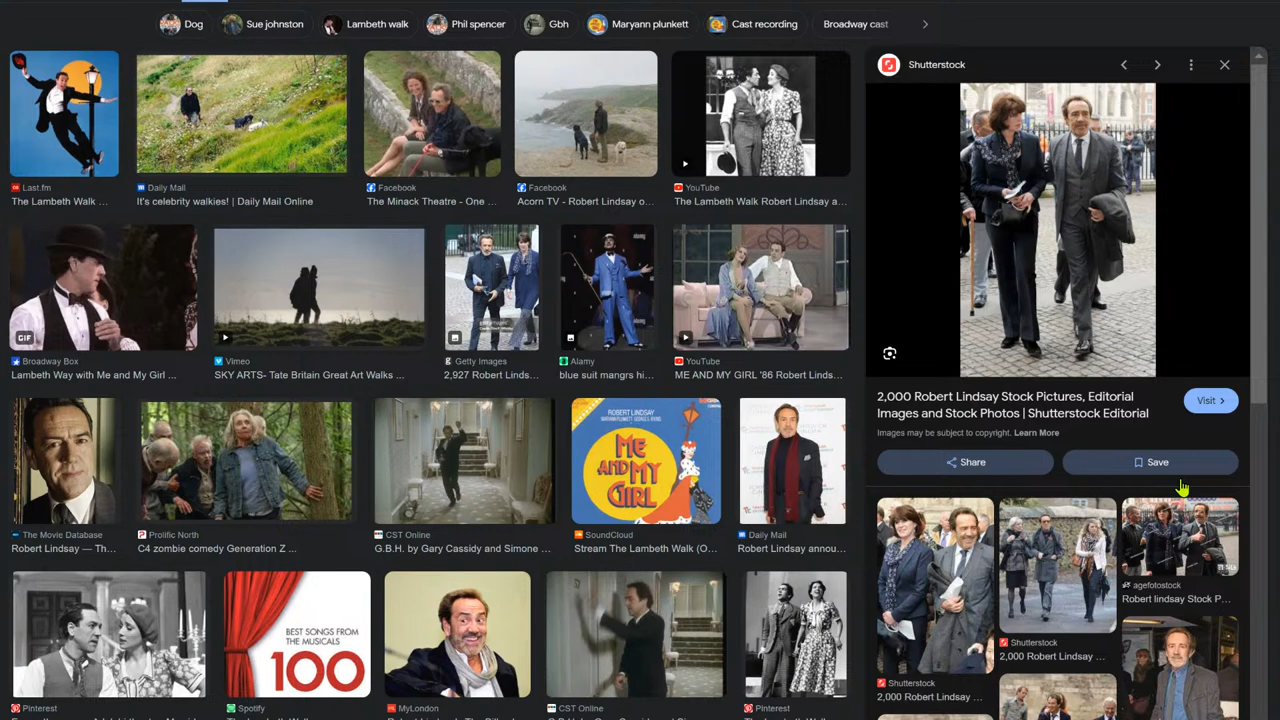 Dog
Sue johnston
Lambeth walk
Phil spencer
Gbh
Maryann plunkett
Cast recording
Broadway cast
Last.fm
The Lambeth Walk ...
Daily Mail
It's celebrity walkies! | Daily Mail Online
Facebook
The Minack Theatre - One ...
Facebook
Acorn TV - Robert Lindsay o...
YouTube
The Lambeth Walk Robert Lindsay a...
GIF
Broadway Box
Lambeth Way with Me and My Girl ...
Vimeo
SKY ARTS- Tate Britain Great Art Walks ...
Getty Images
2,927 Robert Linds...
alamy
Alamy
blue suit mangrs hi...
YouTube
ME AND MY GIRL '86 Robert Linds...
The Movie Database
Robert Lindsay — Th...
Prolific North
C4 zombie comedy Generation Z ...
CST Online
G.B.H. by Gary Cassidy and Simone ...
ROBERT LINDSAY
ME
AND MY
GIRL
SoundCloud
Stream The Lambeth Walk (O...
Daily Mail
Robert Lindsay annou...
Pinterest
BEST SONGS FROM
THE MUSICALS
100
Spotify
MyLondon
CST Online
Pinterest
Shutterstock
2,000 Robert Lindsay Stock Pictures, Editorial
Images and Stock Photos | Shutterstock Editorial
Visit
Images may be subject to copyright. Learn More
Share
Save
Shutterstock
2,000 Robert Lindsay ...
Shutterstock
2,000 Robert Lindsay ...
agefotostock
Robert lindsay Stock P...